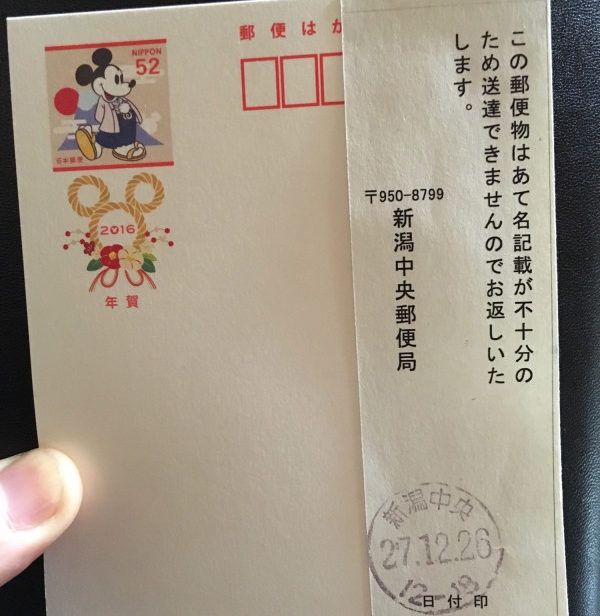 郵便はが
NIPPON
52
日本郵便
2016
年賀
この郵便物はあて名記載が不十分の
ため送達できませんのでお返しいた
します。
〒950-8799
新潟中央郵便局
新潟中央
27.12.26
12-18
日付印